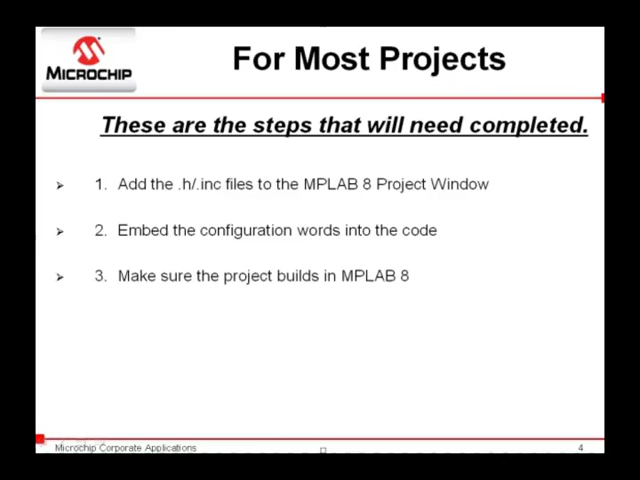 MICROCHIP
For Most Projects
These are the steps that will need completed.
1. Add the .h/.inc files to the MPLAB 8 Project Window
2. Embed the configuration words into the code
3. Make sure the project builds in MPLAB 8
Microchip Corporate Applications
4